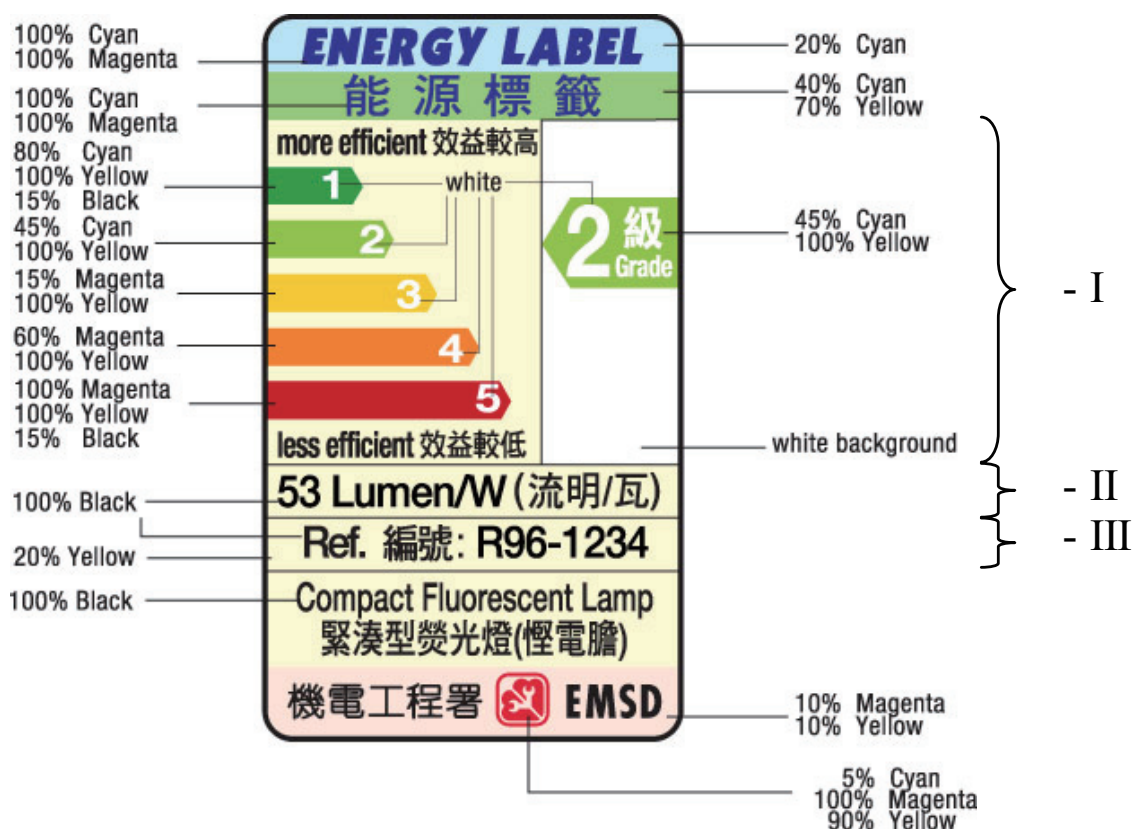 100% Cyan
100% Magenta
100% Cyan
100% Magenta
80% Cyan
100% Yellow
15% Black
45% Cyan
100% Yellow
15% Magenta
100% Yellow
60% Magenta
100% Yellow
100% Magenta
100% Yellow
15% Black
100% Black
20% Yellow
100% Black
ENERGY LABEL
能源標籤
more efficient 效益較高
1
white
2
3
4
5
less efficient 效益較低
2 級
Grade
53 Lumen/W (流明/瓦)
Ref. 編號: R96-1234
Compact Fluorescent Lamp
緊湊型熒光燈(慳電膽)
機電工程署 EMSD
20% Cyan
40% Cyan
70% Yellow
45% Cyan
100% Yellow
white background
10% Magenta
10% Yellow
5% Cyan
100% Magenta
90% Yellow
- I
- II
- III